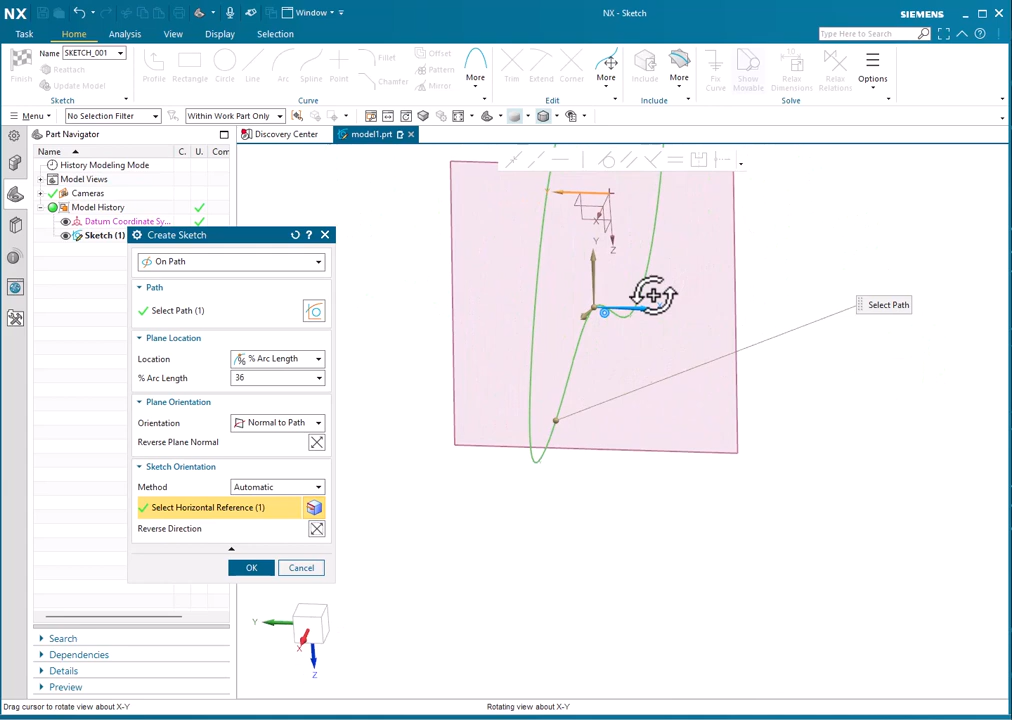 NX
Window
NX - Sketch
SIEMENS
Task
Home
Analysis
View
Display
Selection
Type Here to Search
Finish
Name
SKETCH_001
Reattach
Update Model
Profile
Rectangle
Circle
Line
Arc
Spline
Point
Fillet
Chamfer
Offset
Pattern
Mirror
More
Trim
Extend
Corner
More
Include
More
Fix Curve
Show Movable
Relax Dimensions
Relax Relations
Options
Sketch
Curve
Edit
Include
Solve
Menu
No Selection Filter
Within Work Part Only
Part Navigator
Discovery Center
model1.prt
Name
C.
U.
Com
History Modeling Mode
Model Views
Cameras
Model History
Datum Coordinate Sy...
Sketch (1)
Create Sketch
On Path
Path
Select Path (1)
Plane Location
Location
% Arc Length
% Arc Length
36
Plane Orientation
Orientation
Normal to Path
Reverse Plane Normal
Sketch Orientation
Method
Automatic
Select Horizontal Reference (1)
Reverse Direction
OK
Cancel
X
Z
Y
Select Path
Y
X
Z
Search
Dependencies
Details
Preview
Drag cursor to rotate view about X-Y
Rotating view about X-Y